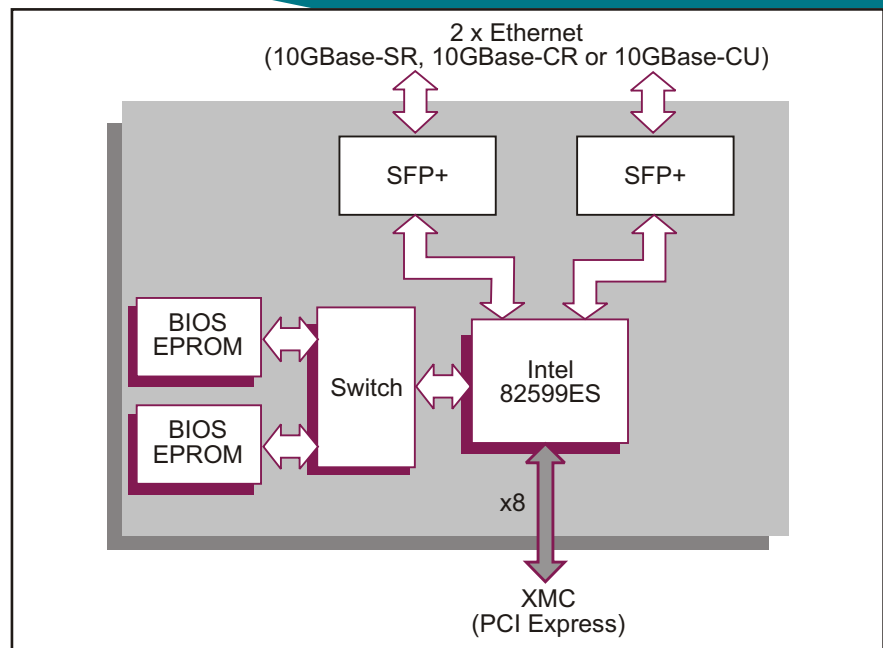 2 x Ethernet
(10GBase-SR, 10GBase-CR or 10GBase-CU)
SFP+
SFP+
BIOS
EPROM
Switch
Intel
82599ES
BIOS
EPROM
x8
XMC
(PCI Express)